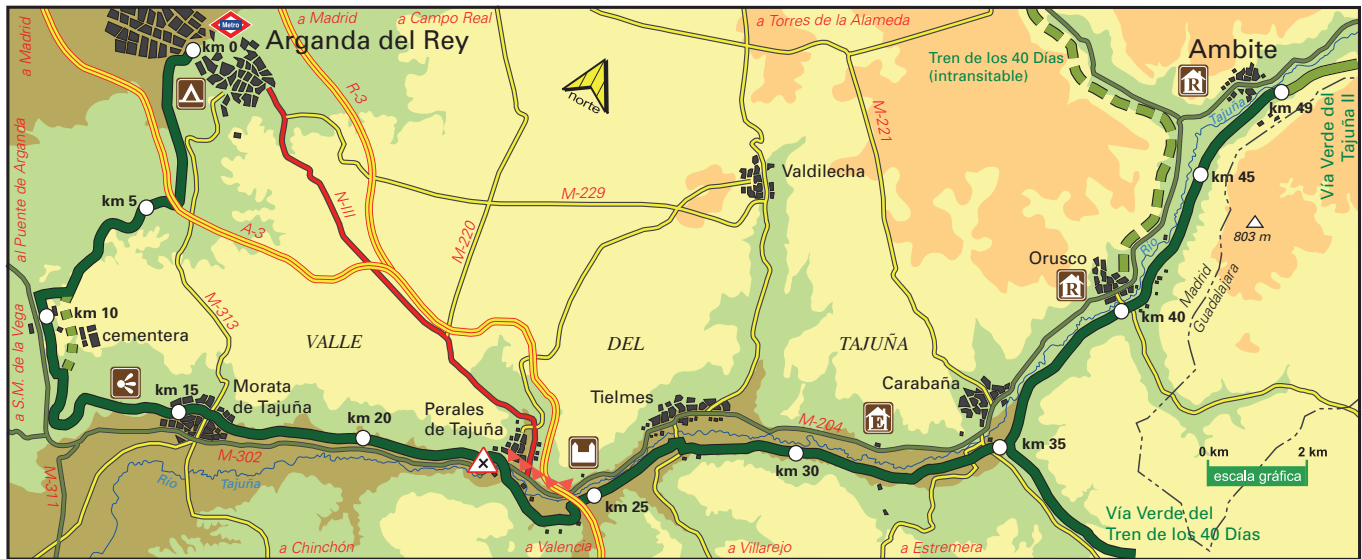 a Madrid
Metro
km 0
Arganda del Rey
a Madrid
a Campo Real
a Torres de la Alameda
R-3
norte
Tren de los 40 Días
(intransitable)
Ambite
R
Tajuña
km 49
Vía Verde del
Tajuña II
M-221
Valdilecha
km 5
al Puente de Arganda
N-III
M-229
A-3
M-220
km 45
803 m
Río
Orusco
R
Madrid
Guadalajara
km 10
cementera
M-313
VALLE
DEL
TAJUÑA
km 40
a S.M. de la Vega
km 15
Morata
de Tajuña
km 20
Perales
de Tajuña
Tielmes
Carabaña
E
M-204
km 35
0 km
2 km
escala gráfica
M-311
M-302
Río
Tajuña
km 25
km 30
Vía Verde del
Tren de los 40 Días
a Chinchón
a Valencia
a Villarejo
a Estremera